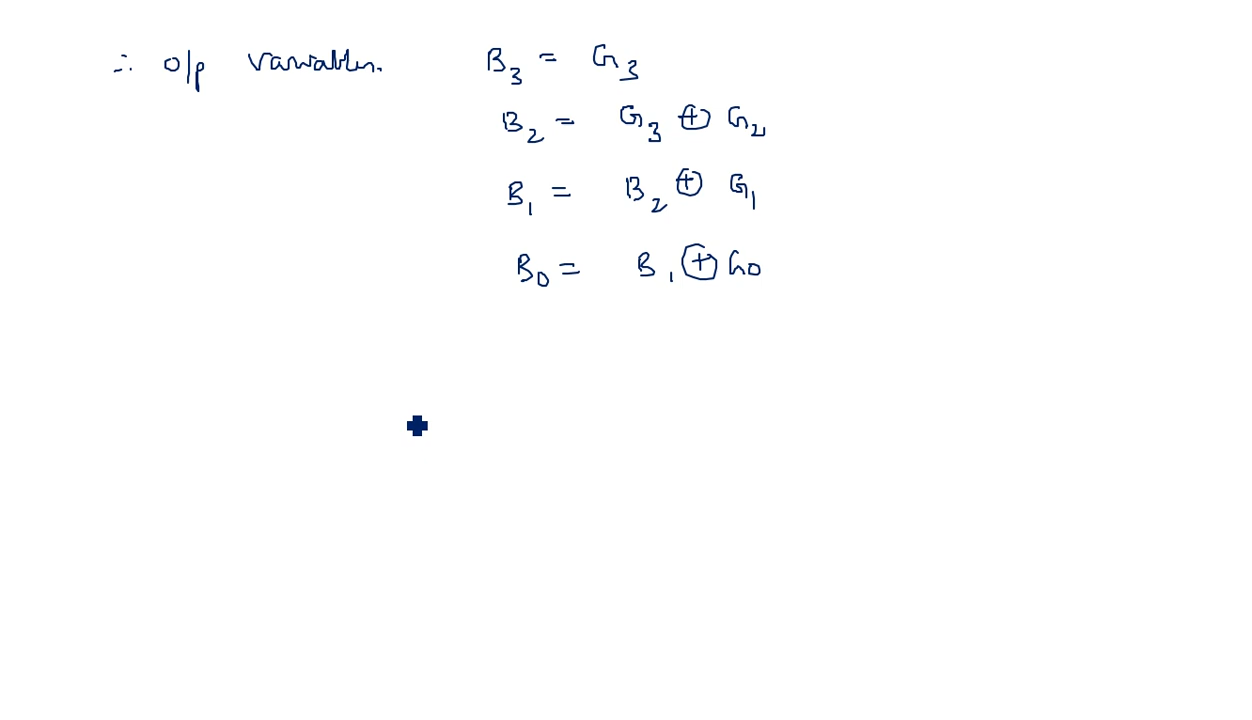 ∴ o/p variables. B₃ = G₃
B₂ = G₃ ⊕ G₂
B₁ = B₂ ⊕ G₁
B₀ = B₁ ⊕ G₀